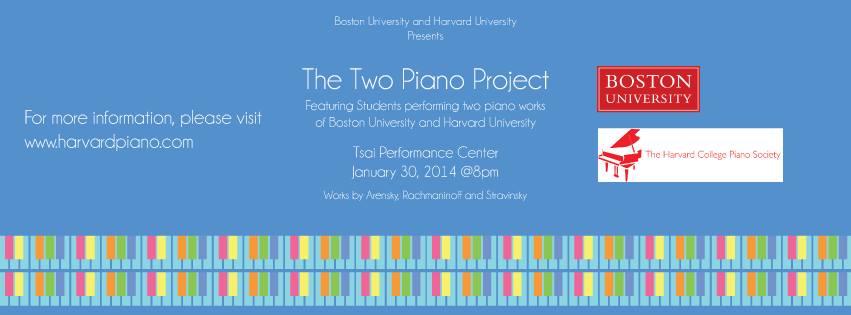 Boston University and Harvard University
Presents
The Two Piano Project
Featuring Students performing two piano works
of Boston University and Harvard University
Tsai Performance Center
January 30, 2014 @8pm
Works by Arensky, Rachmaninoff and Stravinsky
For more information, please visit
www.harvardpiano.com
BOSTON
UNIVERSITY
The Harvard College Piano Society